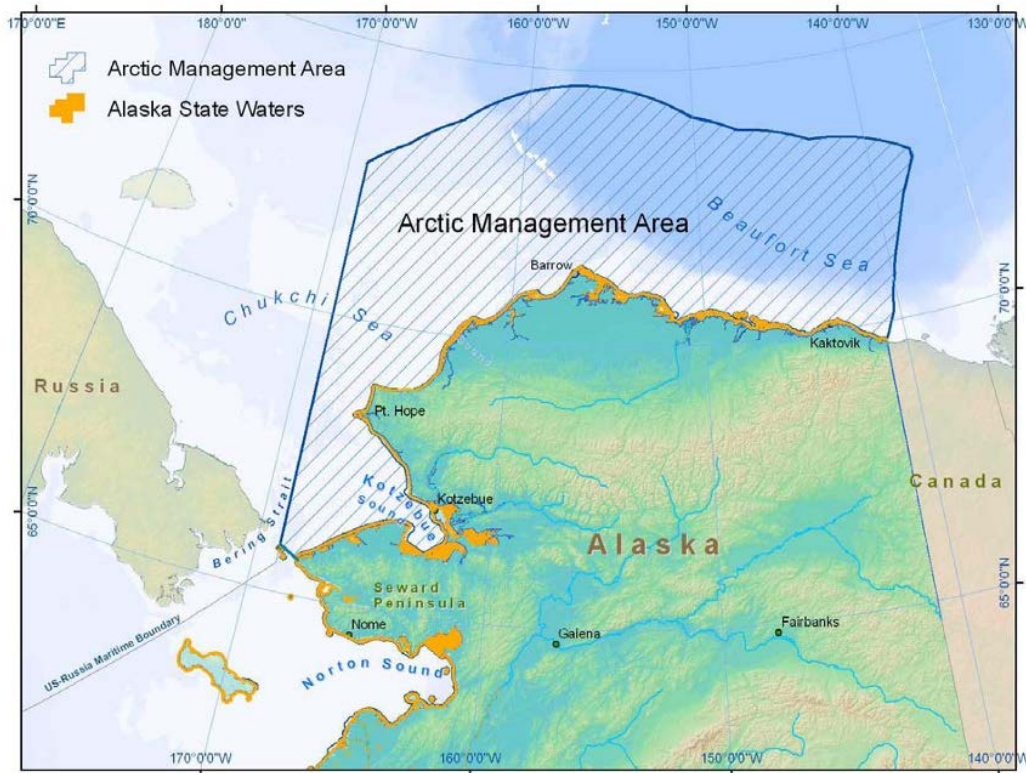 170°0'0"E
180°0'0"
170°0'0"W
160°0'0"W
150°0'0"W
140°0'0"W
130°0'0"W
Arctic Management Area
Alaska State Waters
70°0'0"N
Arctic Management Area
Beaufort Sea
Barrow
70°0'0"N
Chukchi Sea
Kaktovik
Russia
Pt. Hope
Canada
Kotzebue
Kotzebue
Sound
65°0'0"N
Bering Strait
Alaska
65°0'0"N
Seward
Peninsula
Nome
Fairbanks
Galena
US-Russia Maritime Boundary
Norton Sound
170°0'0"W
160°0'0"W
150°0'0"W
140°0'0"W